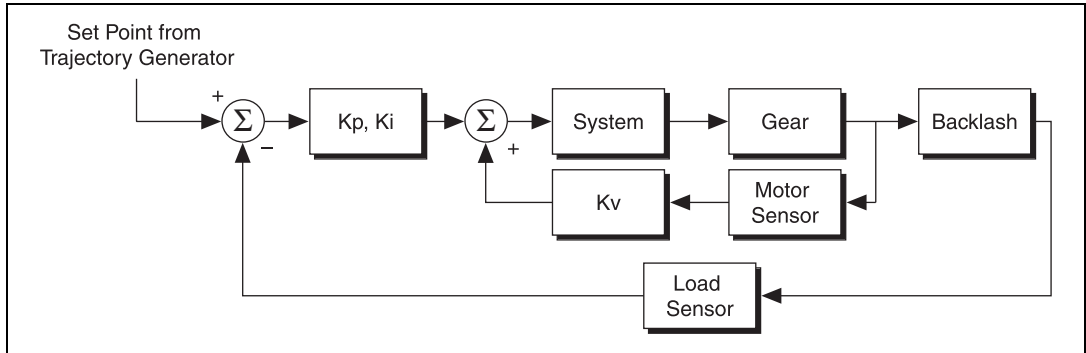 Set Point from
Trajectory Generator
+
Σ
−
Kp, Ki
Σ
+
System
Gear
Backlash
Kv
Motor
Sensor
Load
Sensor